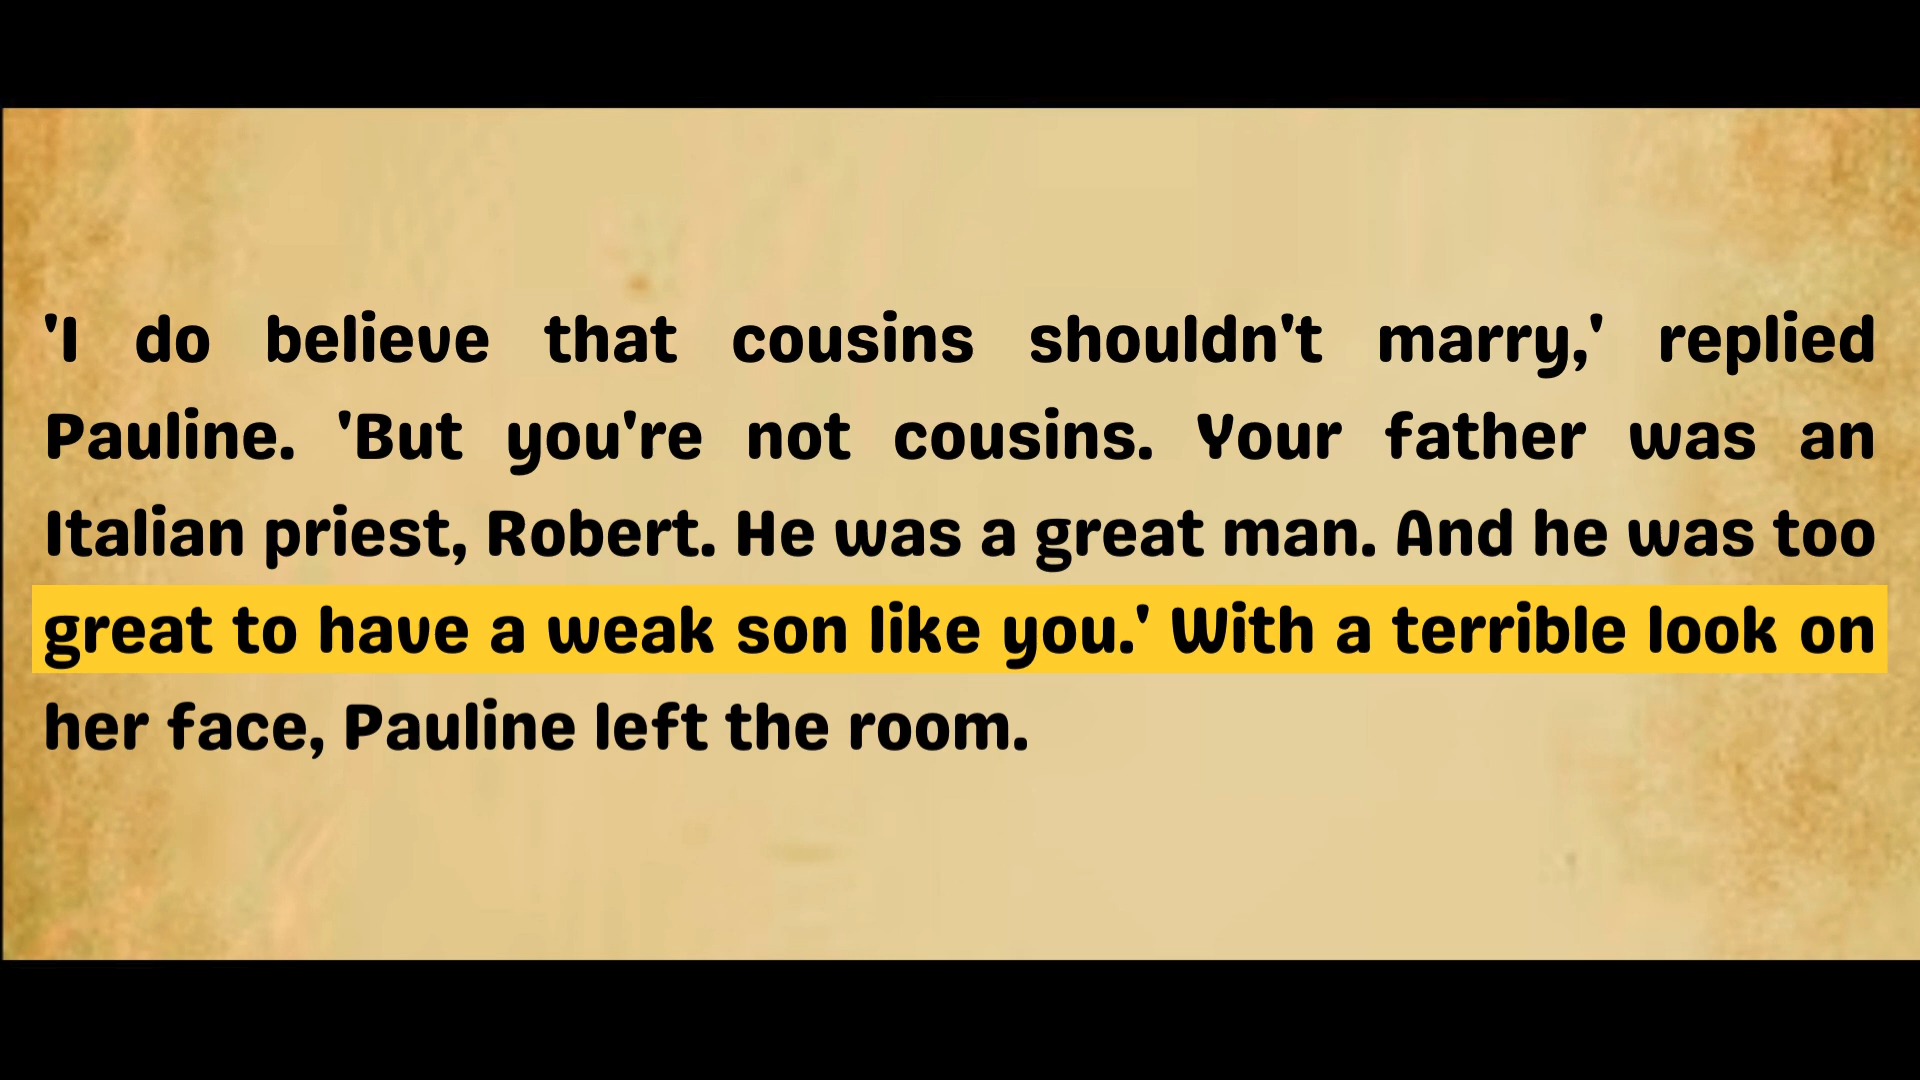 'I do believe that cousins shouldn't marry,' replied
Pauline. 'But you're not cousins. Your father was an
Italian priest, Robert. He was a great man. And he was too
great to have a weak son like you.' With a terrible look on
her face, Pauline left the room.